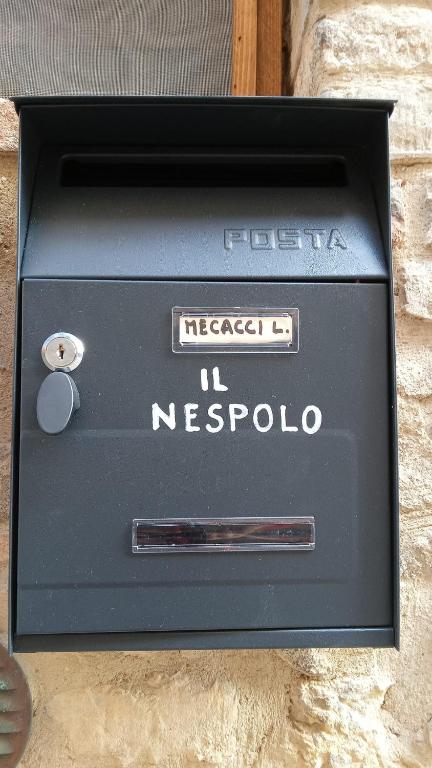 POSTA
MECACCI L.
IL
NESPOLO